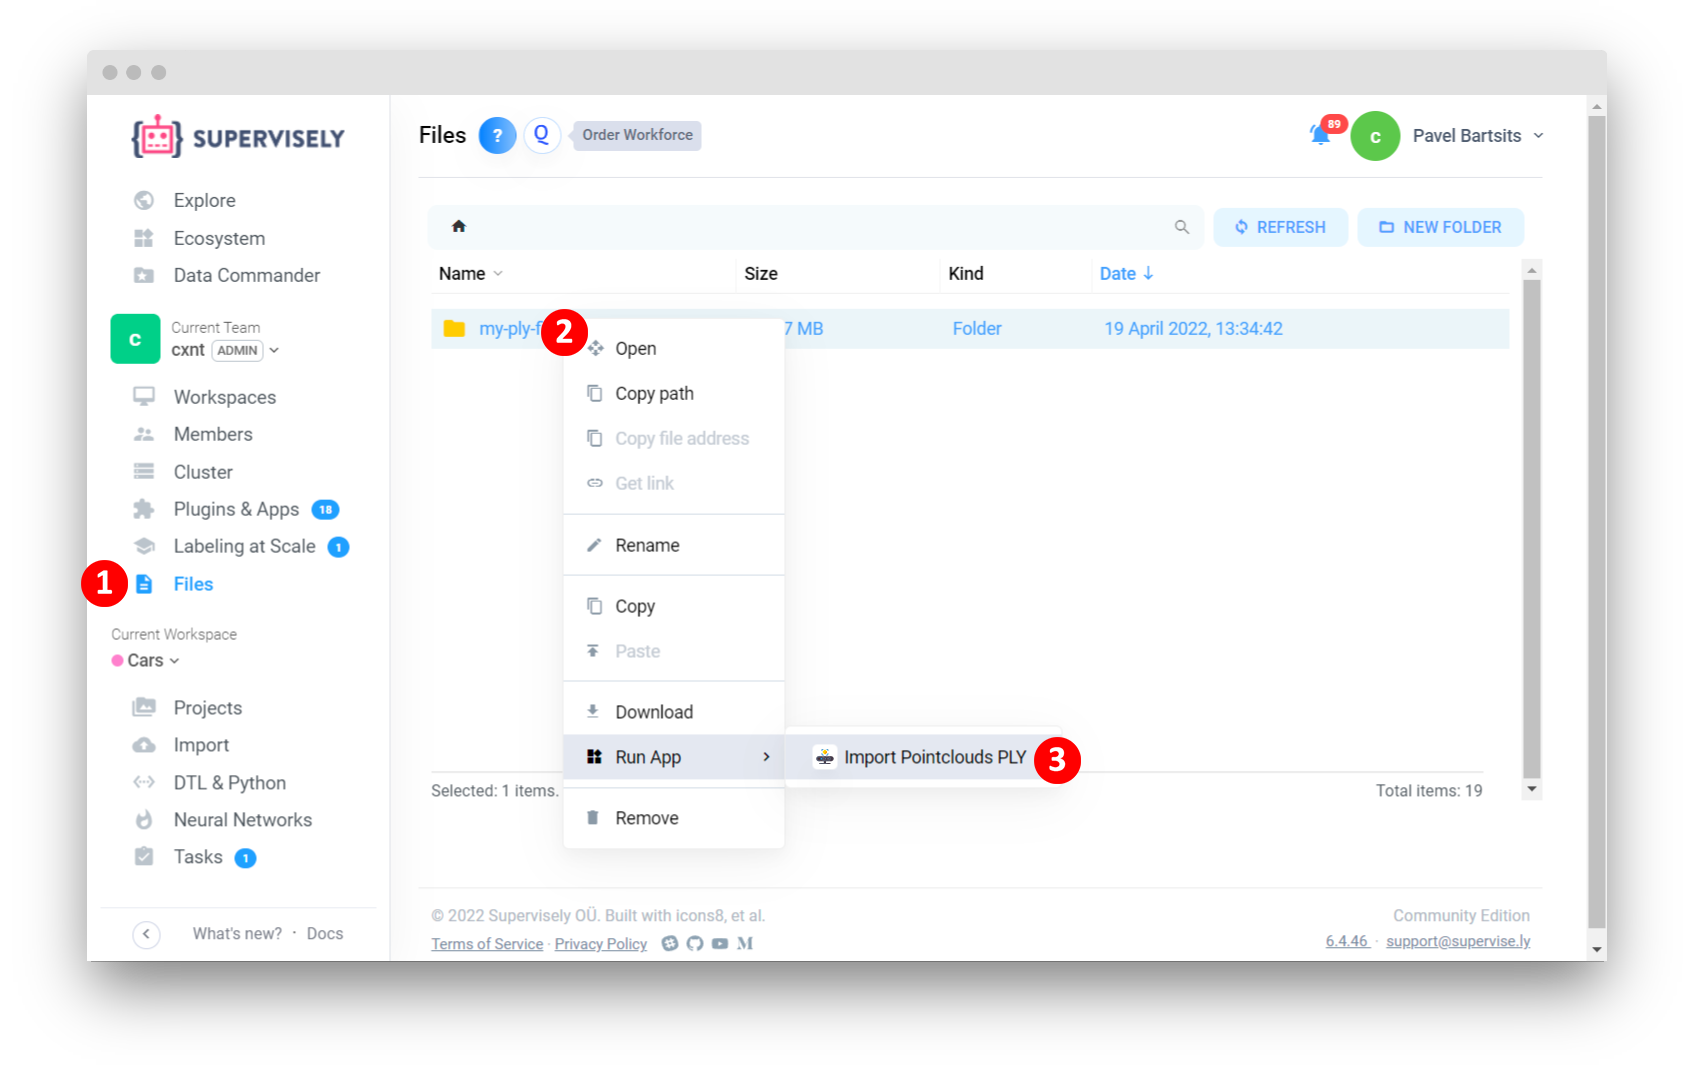 SUPERVISELY
Explore
Ecosystem
Data Commander
C
Current Team
cxnt ADMIN
Workspaces
Members
Cluster
Plugins & Apps 18
Labeling at Scale 1
1 Files
Current Workspace
Cars
Projects
Import
DTL & Python
Neural Networks
Tasks 1
What's new? · Docs
Files ? Q Order Workforce
89 C Pavel Bartsits
REFRESH NEW FOLDER
Name Size Kind Date
my-ply-f 2 7 MB Folder 19 April 2022, 13:34:42
Open
Copy path
Copy file address
Get link
Rename
Copy
Paste
Download
Run App Import Pointclouds PLY 3
Remove
Selected: 1 items. Total items: 19
© 2022 Supervisely OÜ. Built with icons8, et al. Community Edition
Terms of Service · Privacy Policy M 6.4.46 · support@supervise.ly